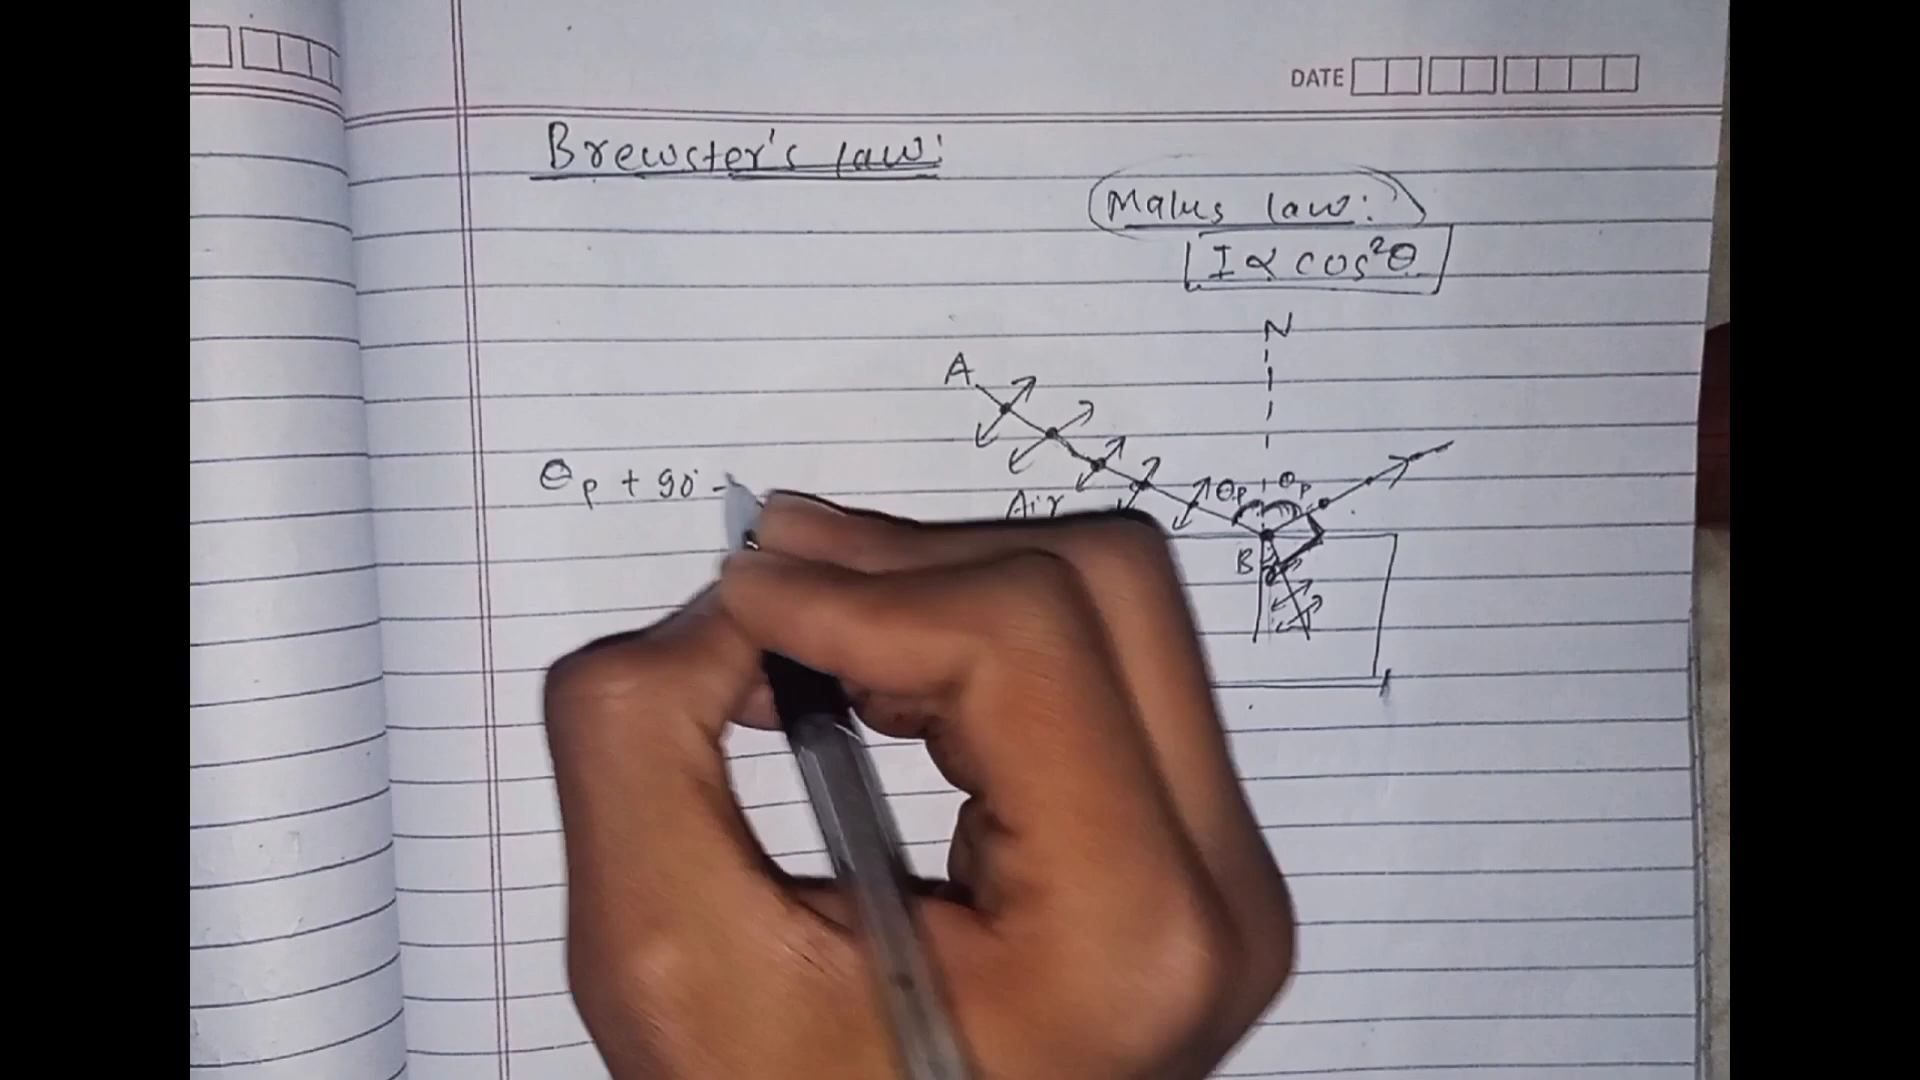 DATE
Brewster's law:
Malus law:
I ∝ cos²θ
N
A
θp + 90°
Air
θp θp
B